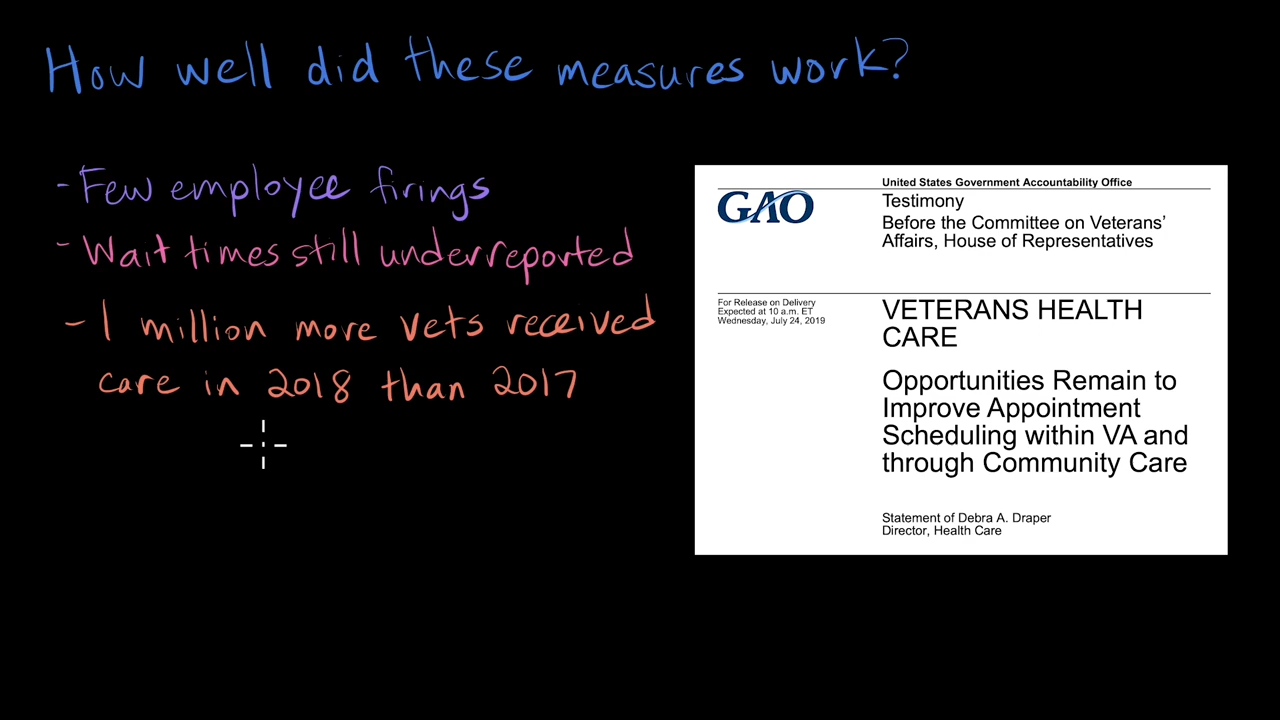 How well did these measures work?
- Few employee firings
- Wait times still underreported
- 1 million more vets received
care in 2018 than 2017
GAO
United States Government Accountability Office
Testimony
Before the Committee on Veterans’
Affairs, House of Representatives
For Release on Delivery
Expected at 10 a.m. ET
Wednesday, July 24, 2019
VETERANS HEALTH
CARE
Opportunities Remain to
Improve Appointment
Scheduling within VA and
through Community Care
Statement of Debra A. Draper
Director, Health Care